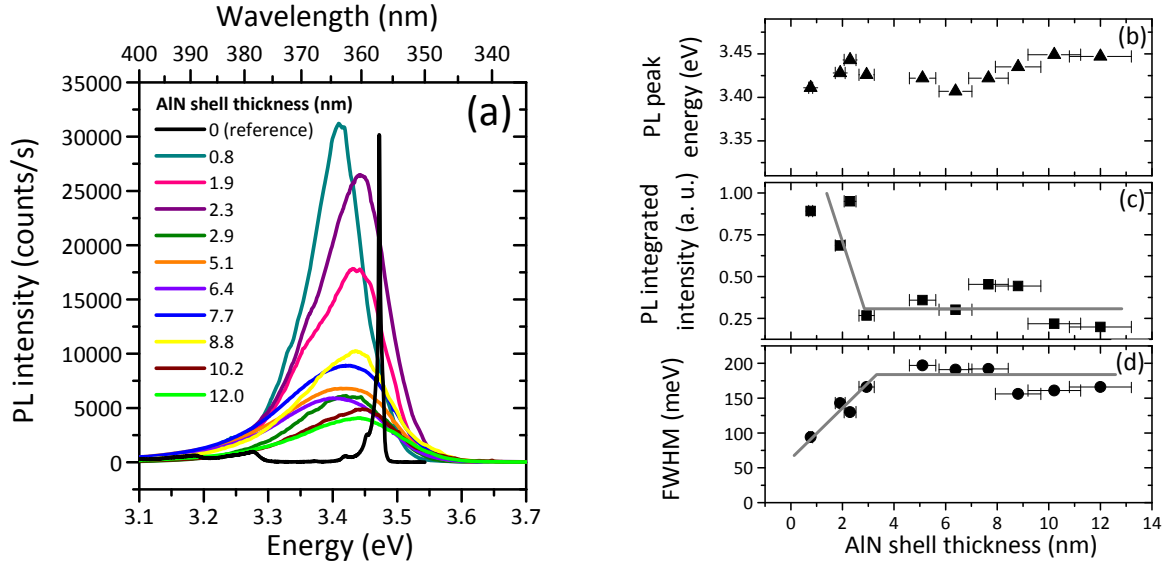 Wavelength (nm)
400 390 380 370 360 350 340
(a)
35000
30000
25000
20000
15000
10000
5000
0
PL intensity (counts/s)
AlN shell thickness (nm)
0 (reference)
0.8
1.9
2.3
2.9
5.1
6.4
7.7
8.8
10.2
12.0
3.1 3.2 3.3 3.4 3.5 3.6 3.7
Energy (eV)
(b)
PL peak
energy (eV)
3.45
3.40
3.35
(c)
PL integrated
intensity (a. u.)
1.00
0.75
0.50
0.25
(d)
FWHM (meV)
200
150
100
50
0
0 2 4 6 8 10 12 14
AlN shell thickness (nm)